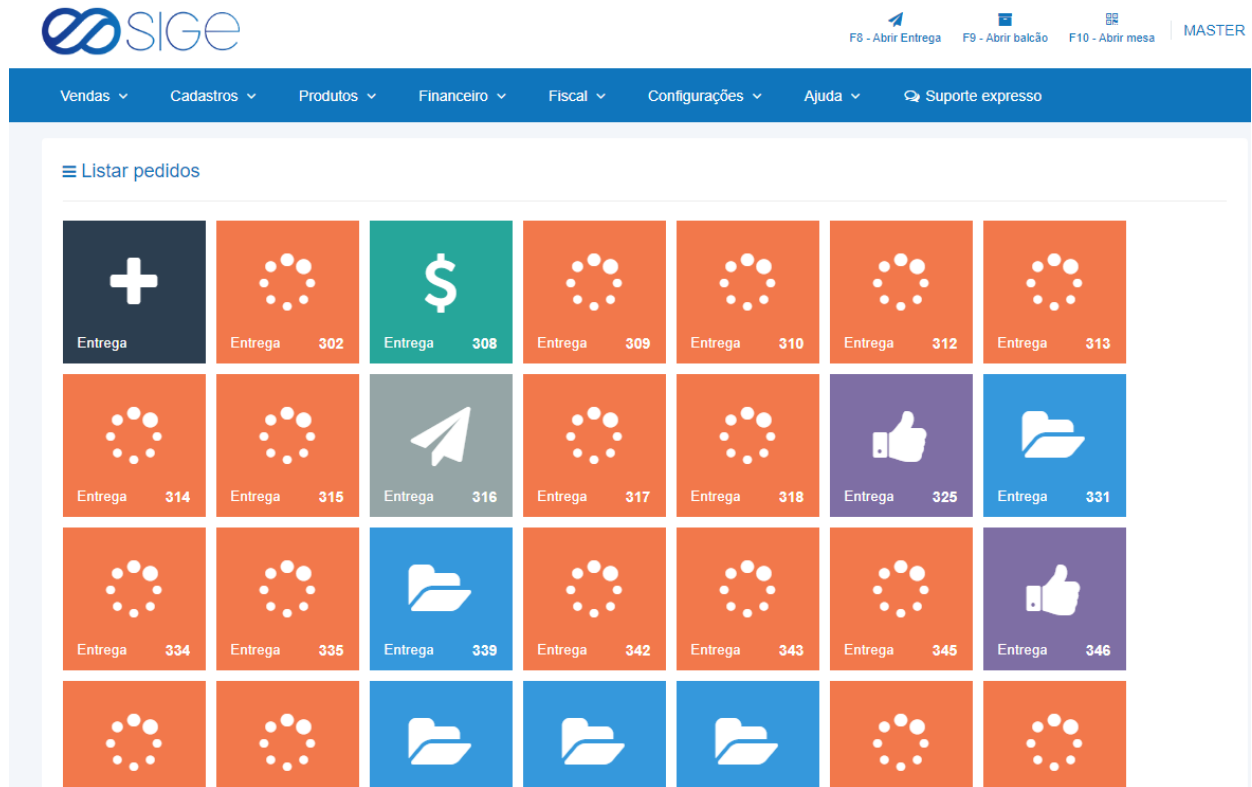 SIGE
F8 - Abrir Entrega F9 - Abrir balcão F10 - Abrir mesa MASTER
Vendas Cadastros Produtos Financeiro Fiscal Configurações Ajuda Suporte expresso
Listar pedidos
Entrega Entrega 302 Entrega 308 Entrega 309 Entrega 310 Entrega 312 Entrega 313
Entrega 314 Entrega 315 Entrega 316 Entrega 317 Entrega 318 Entrega 325 Entrega 331
Entrega 334 Entrega 335 Entrega 339 Entrega 342 Entrega 343 Entrega 345 Entrega 346